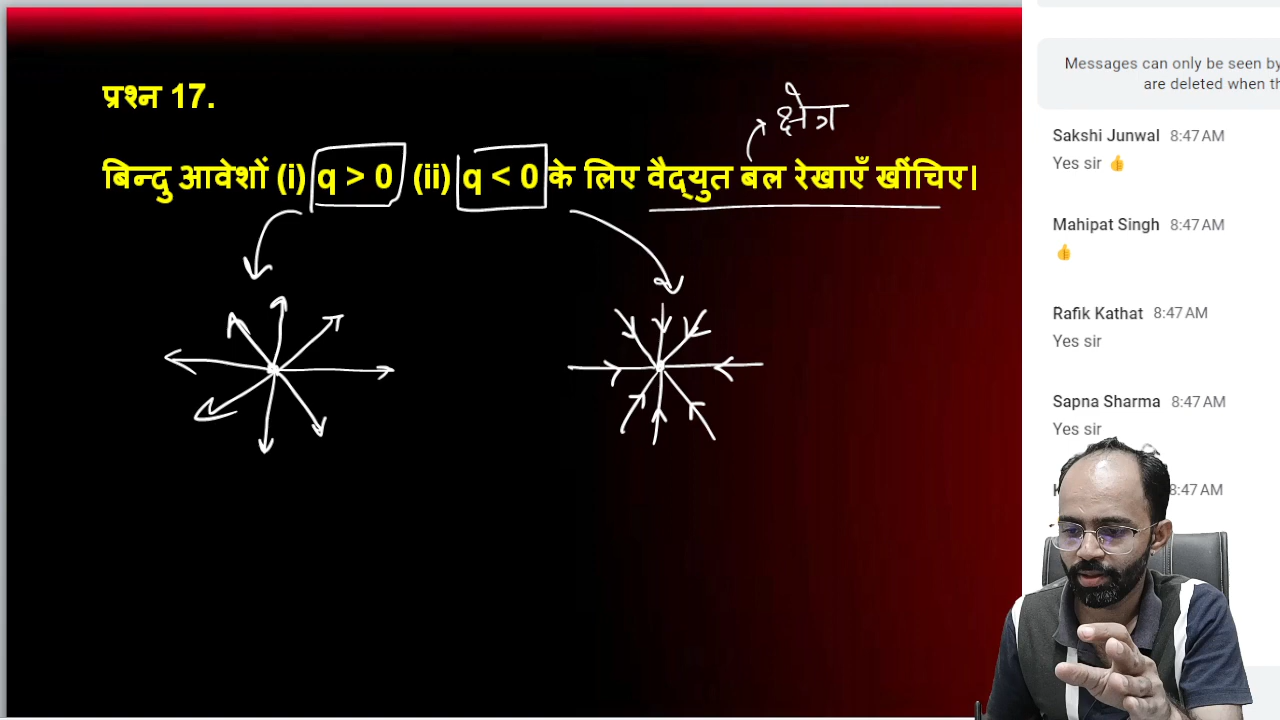 प्रश्न 17.
क्षेत्र
बिन्दु आवेशों (i) q > 0 (ii) q < 0 के लिए वैद्युत बल रेखाएँ खींचिए।
Messages can only be seen by
are deleted when th
Sakshi Junwal 8:47 AM
Yes sir 👍
Mahipat Singh 8:47 AM
👍
Rafik Kathat 8:47 AM
Yes sir
Sapna Sharma 8:47 AM
Yes sir
8:47 AM